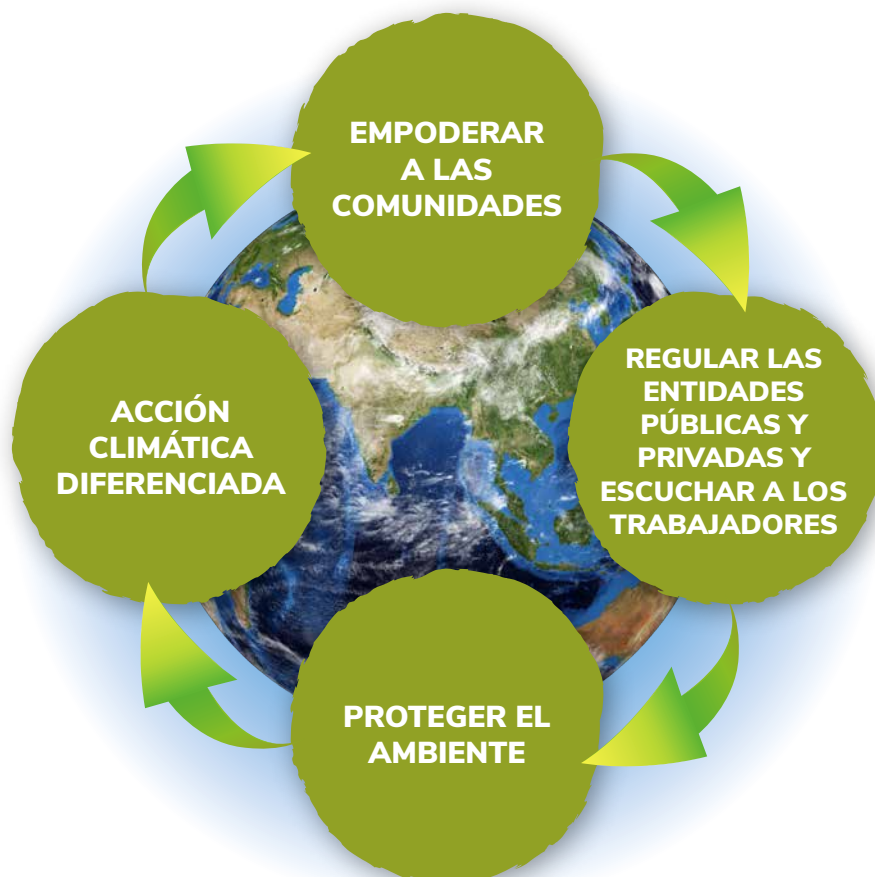 EMPODERAR
A LAS
COMUNIDADES
REGULAR LAS
ENTIDADES
PÚBLICAS Y
PRIVADAS Y
ESCUCHAR A LOS
TRABAJADORES
PROTEGER EL
AMBIENTE
ACCIÓN
CLIMÁTICA
DIFERENCIADA